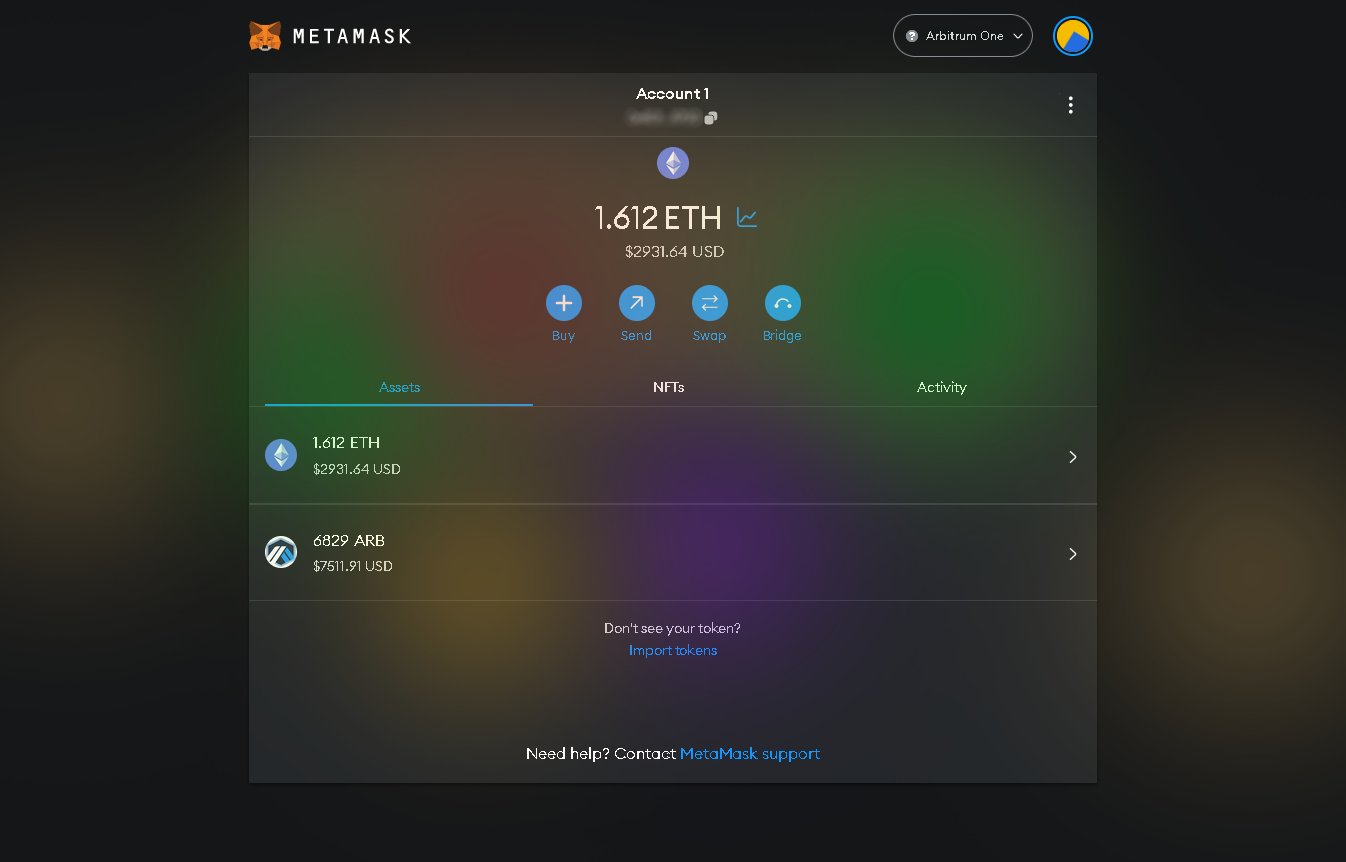 METAMASK
Arbitrum One
Account 1
1.612 ETH
$2931.64 USD
Buy
Send
Swap
Bridge
Assets
NFTs
Activity
1.612 ETH
$2931.64 USD
6829 ARB
$7511.91 USD
Don't see your token?
Import tokens
Need help? Contact MetaMask support